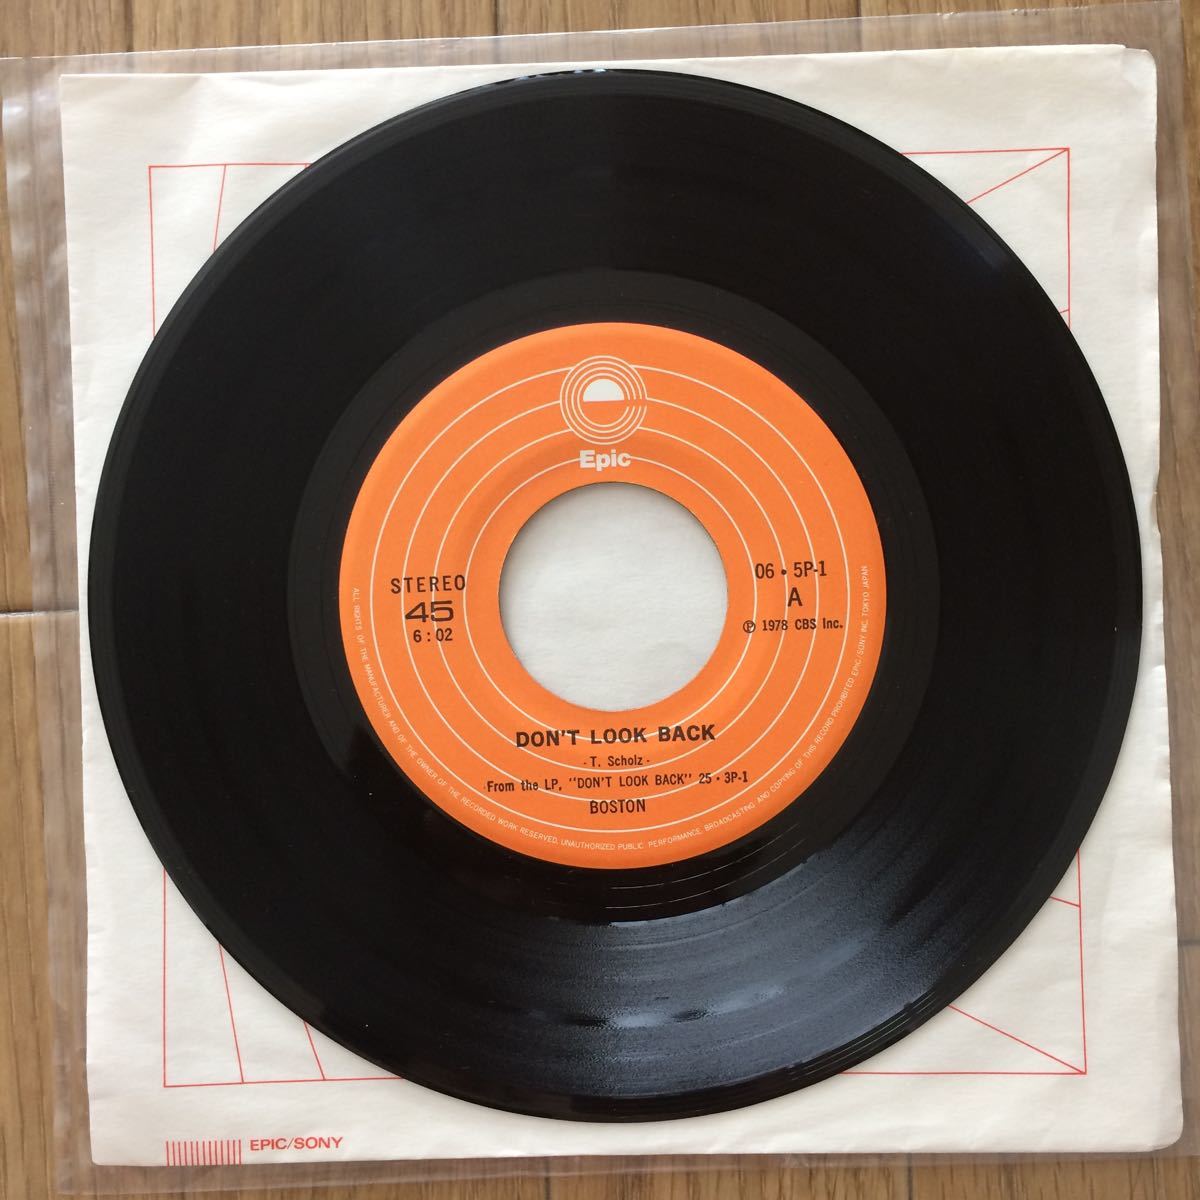 Epic
STEREO
45
6:02
06・5P-1
A
℗ 1978 CBS Inc.
DON'T LOOK BACK
- T. Scholz -
From the LP, "DON'T LOOK BACK" 25・3P-1
BOSTON
ALL RIGHTS OF THE MANUFACTURER AND OF THE OWNER OF THE RECORDED WORK RESERVED. UNAUTHORIZED PUBLIC PERFORMANCE, BROADCASTING AND COPYING OF THIS RECORD PROHIBITED EPIC/SONY INC. TOKYO JAPAN
EPIC/SONY